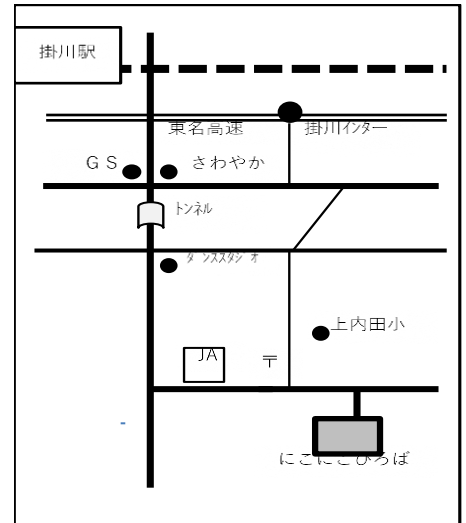 掛川駅
東名高速
掛川インター
ＧＳ
さわやか
トンネル
ダンススタジオ
上内田小
JA
〒
にこにこひろば